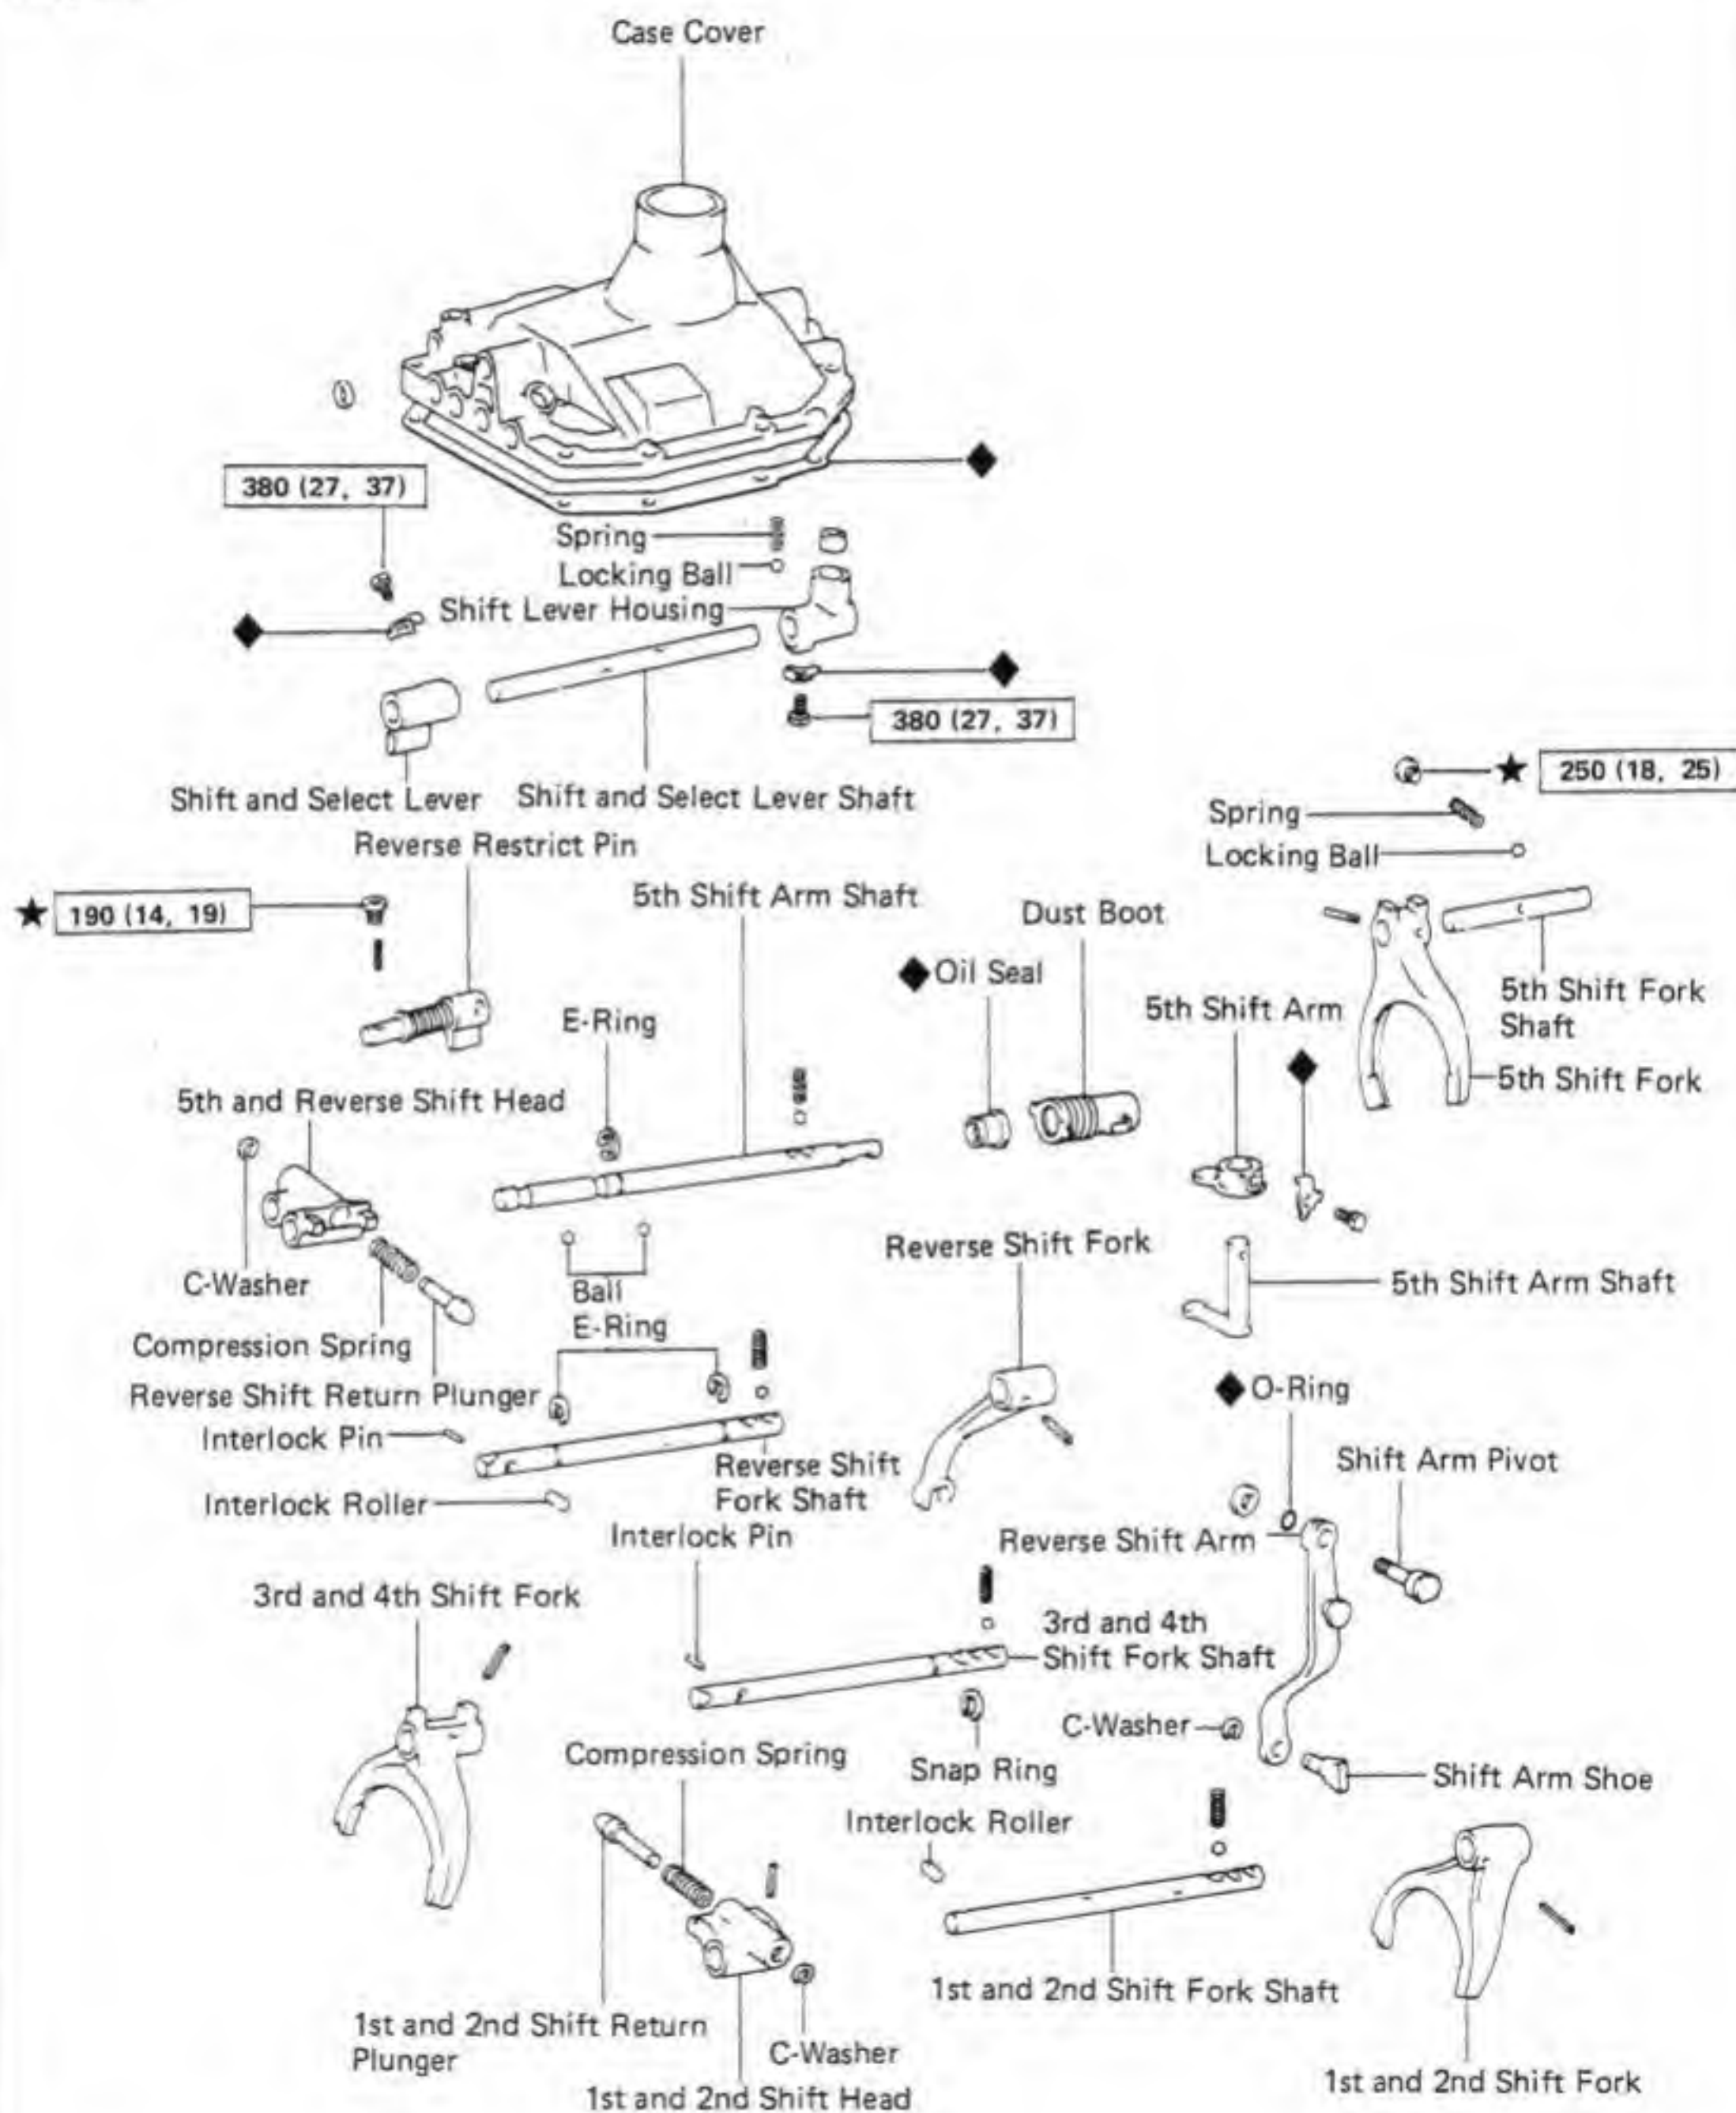 Case Cover
380 (27, 37)
Spring
Locking Ball
Shift Lever Housing
380 (27, 37)
Shift and Select Lever
Shift and Select Lever Shaft
250 (18, 25)
Spring
Locking Ball
Reverse Restrict Pin
190 (14, 19)
5th Shift Arm Shaft
Dust Boot
Oil Seal
5th Shift Arm
5th Shift Fork
Shaft
5th Shift Fork
E-Ring
5th and Reverse Shift Head
C-Washer
Ball
E-Ring
Reverse Shift Fork
5th Shift Arm Shaft
Compression Spring
Reverse Shift Return Plunger
Interlock Pin
Reverse Shift
Fork Shaft
Interlock Roller
O-Ring
Shift Arm Pivot
Interlock Pin
Reverse Shift Arm
3rd and 4th Shift Fork
3rd and 4th
Shift Fork Shaft
C-Washer
Compression Spring
Snap Ring
Shift Arm Shoe
Interlock Roller
1st and 2nd Shift Fork Shaft
1st and 2nd Shift Return
Plunger
C-Washer
1st and 2nd Shift Head
1st and 2nd Shift Fork